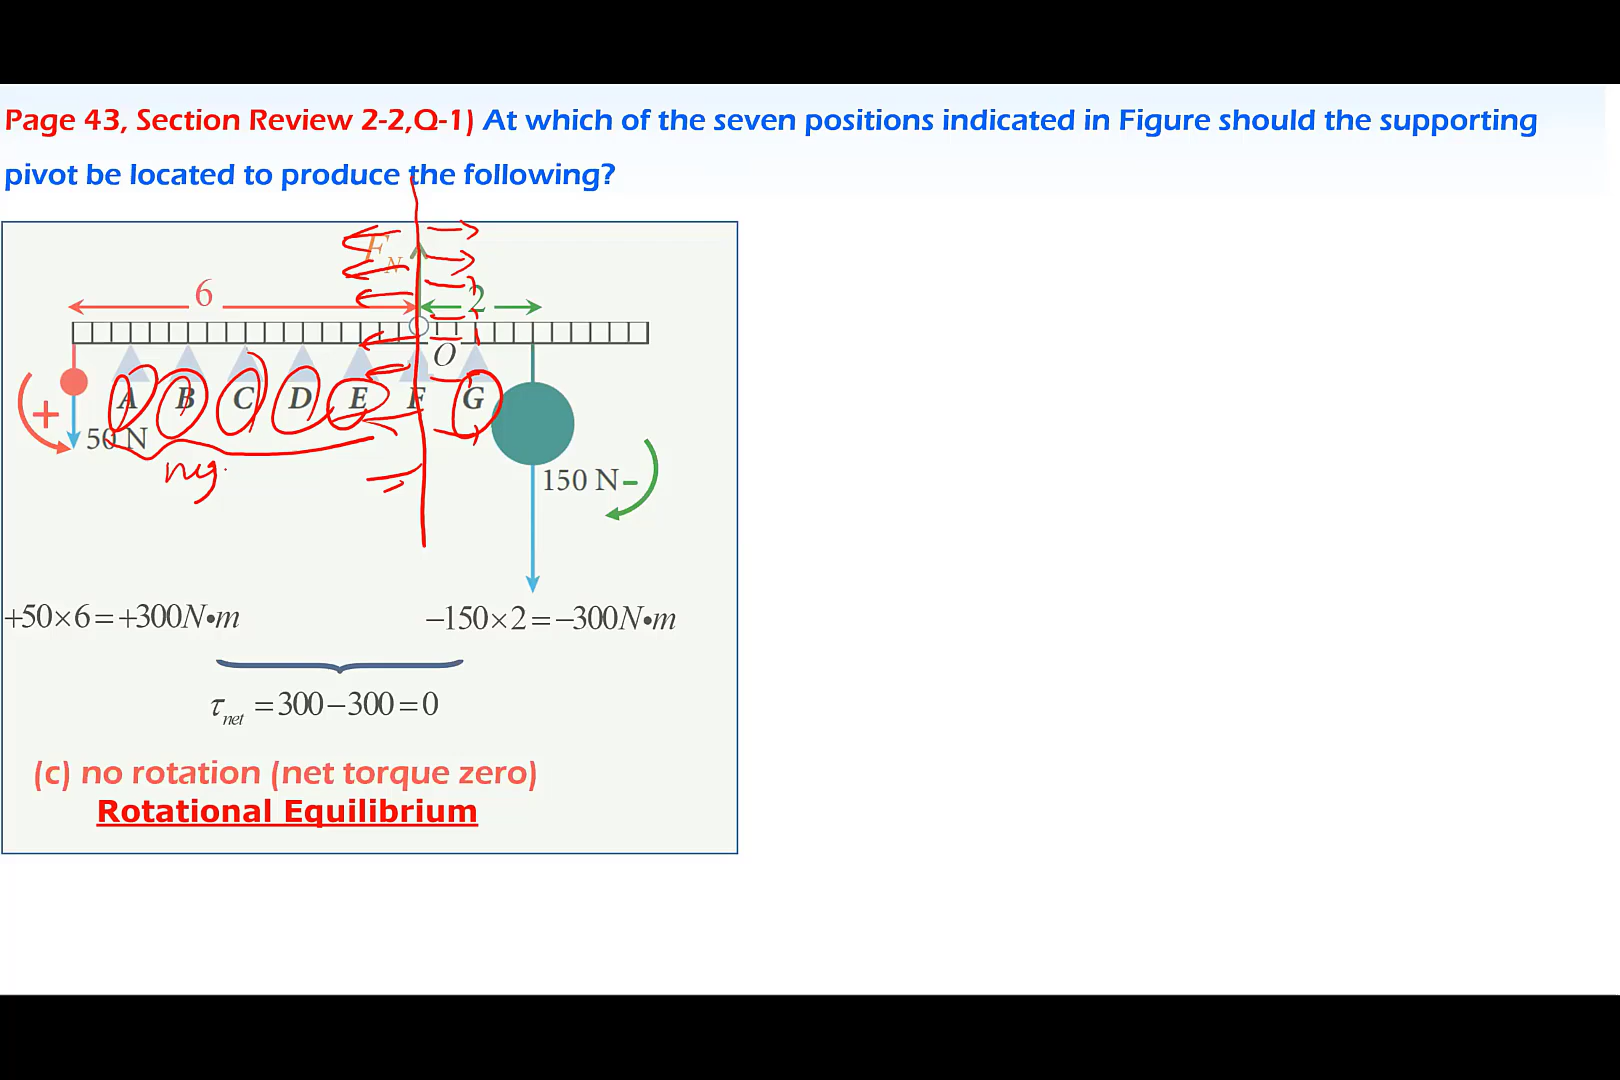 Page 43, Section Review 2-2,Q-1) At which of the seven positions indicated in Figure should the supporting
pivot be located to produce the following?
F_N
6
2
O
A B C D E F G
+
50 N
150 N
−
+50×6=+300N•m
−150×2=−300N•m
τ_net =300−300=0
(c) no rotation (net torque zero)
Rotational Equilibrium